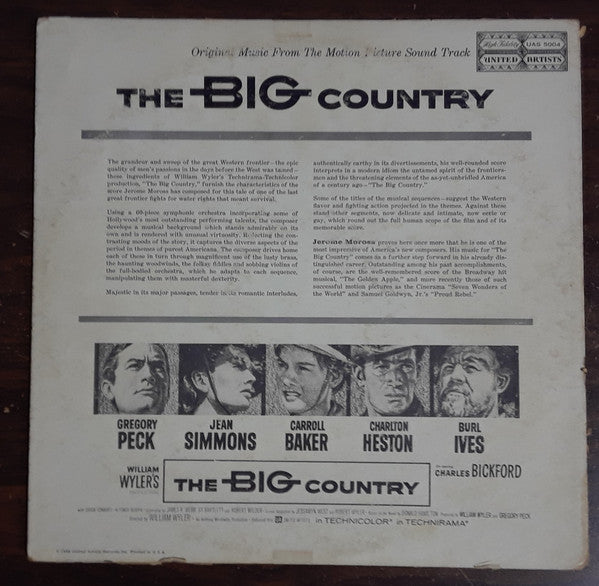 Original Music From The Motion Picture Sound Track
High Fidelity UAS 5004
UNITED ARTISTS
THE BIG COUNTRY
The grandeur and sweep of the great Western frontier—the epic
quality of men's passions in the days before the West was tamed—
these ingredients of William Wyler's Technirama-Technicolor
production, "The Big Country," furnish the characteristics of the
score Jerome Moross has composed for this tale of one of the last
great frontier fights for water rights that meant survival.
Using a 60-piece symphonic orchestra incorporating some of
Hollywood's most outstanding performing talents, the composer
develops a musical background which stands admirably on its
own and is rendered with unusual virtuosity. Reflecting the con-
trasting moods of the story, it captures the diverse aspects of the
period in themes of purest Americana. The composer drives home
each of these in turn through magnificent use of the lusty brass,
the haunting woodwinds, the folksy fiddles and sobbing violins of
the full-bodied orchestra, which he adapts to each sequence,
manipulating them with masterful dexterity.
Majestic in its major passages, tender in its romantic interludes,
authentically earthy in its divertissements, his well-rounded score
interprets in a modern idiom the untamed spirit of the frontiers-
men and the threatening elements of the as-yet-unbridled America
of a century ago—"The Big Country."
Some of the titles of the musical sequences—suggest the Western
flavor and fighting action projected in the themes. Against these
stand other segments, now delicate and intimate, now eerie or
gay, which round out the full human scope of the film and of its
memorable score.
Jerome Moross proves here once more that he is one of the
most impressive of America's new composers. His music for "The
Big Country" comes as a further step forward in his already dis-
tinguished career. Outstanding among his past accomplishments,
of course, are the well-remembered score of the Broadway hit
musical, "The Golden Apple," and more recently those of such
successful motion pictures as the Cinerama "Seven Wonders of
the World" and Samuel Goldwyn, Jr.'s "Proud Rebel."
GREGORY PECK
JEAN SIMMONS
CARROLL BAKER
CHARLTON HESTON
BURL IVES
WILLIAM WYLER'S
THE BIG COUNTRY
CHARLES BICKFORD
Directed by WILLIAM WYLER UNITED ARTISTS in TECHNICOLOR® in TECHNIRAMA®
Printed in U.S.A.